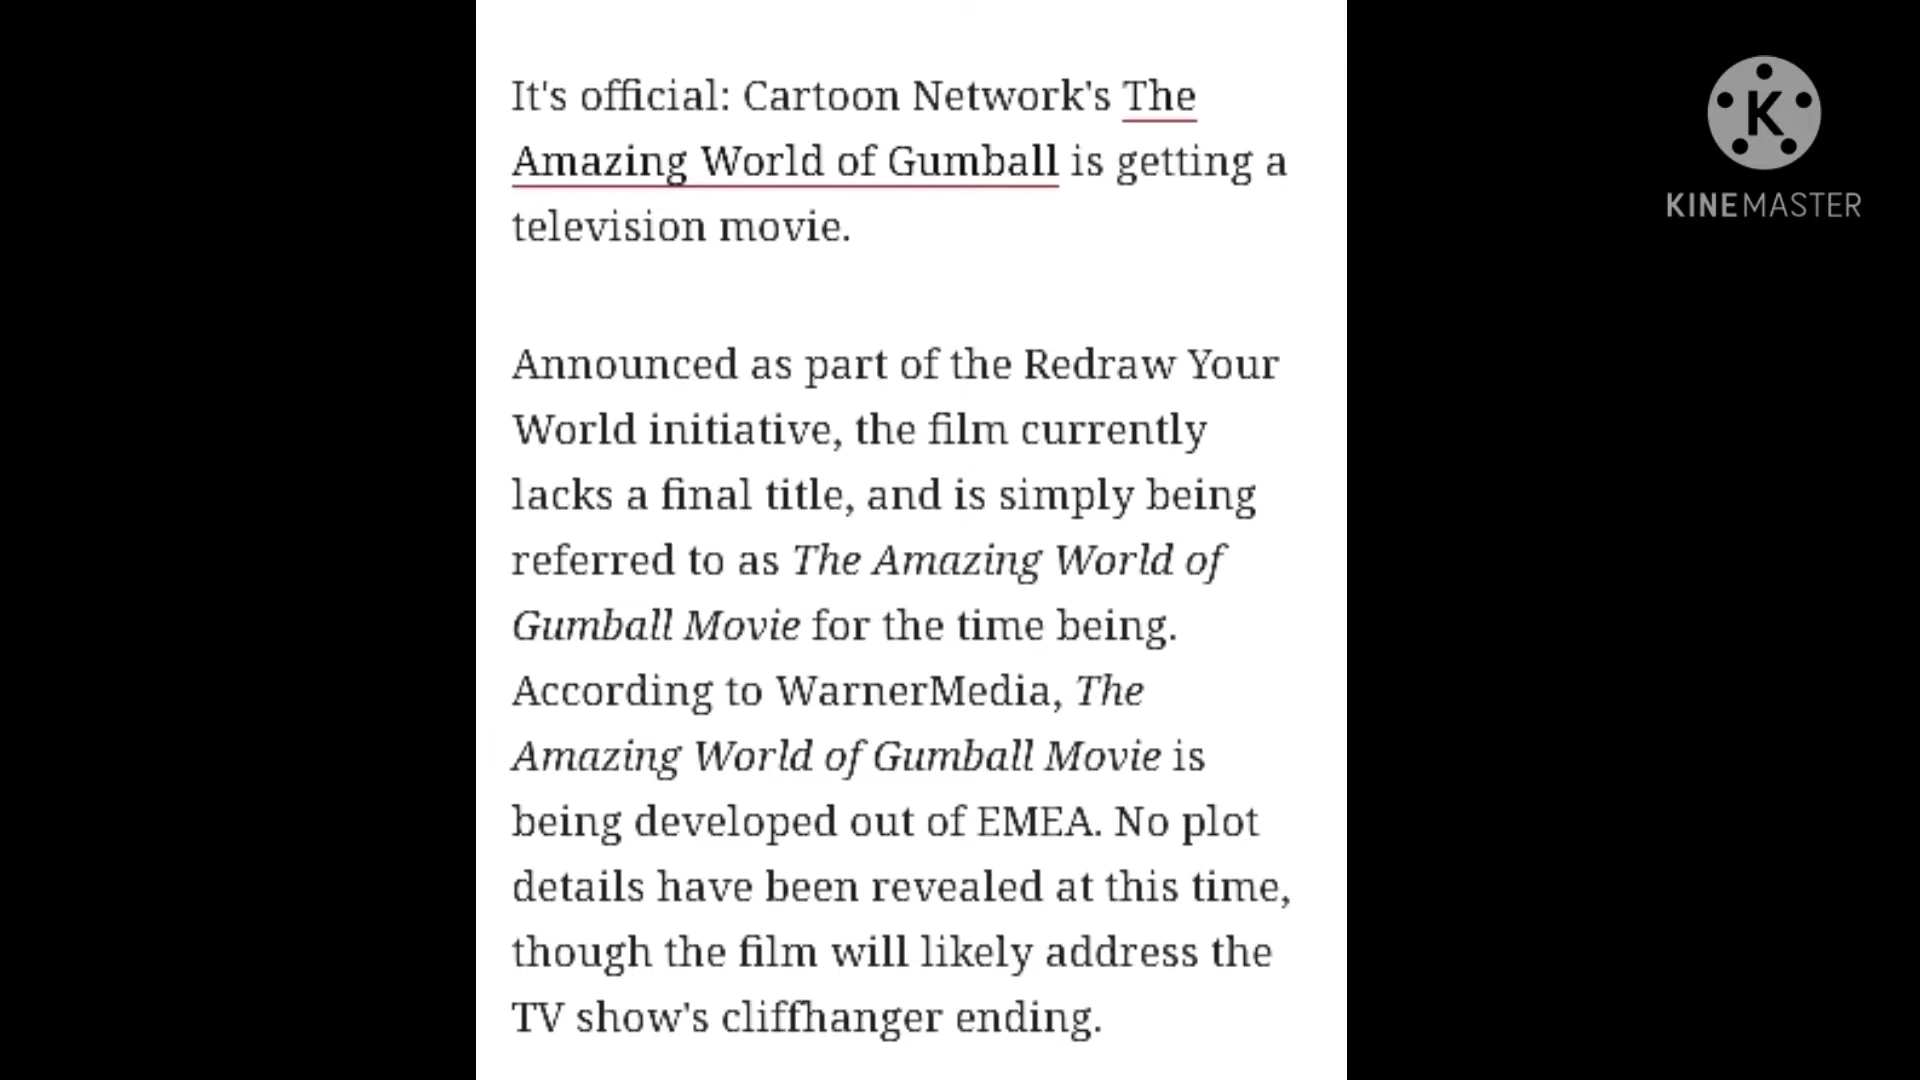 It's official: Cartoon Network's The
Amazing World of Gumball is getting a
television movie.
Announced as part of the Redraw Your
World initiative, the film currently
lacks a final title, and is simply being
referred to as The Amazing World of
Gumball Movie for the time being.
According to WarnerMedia, The
Amazing World of Gumball Movie is
being developed out of EMEA. No plot
details have been revealed at this time,
though the film will likely address the
TV show's cliffhanger ending.
K
KINEMASTER